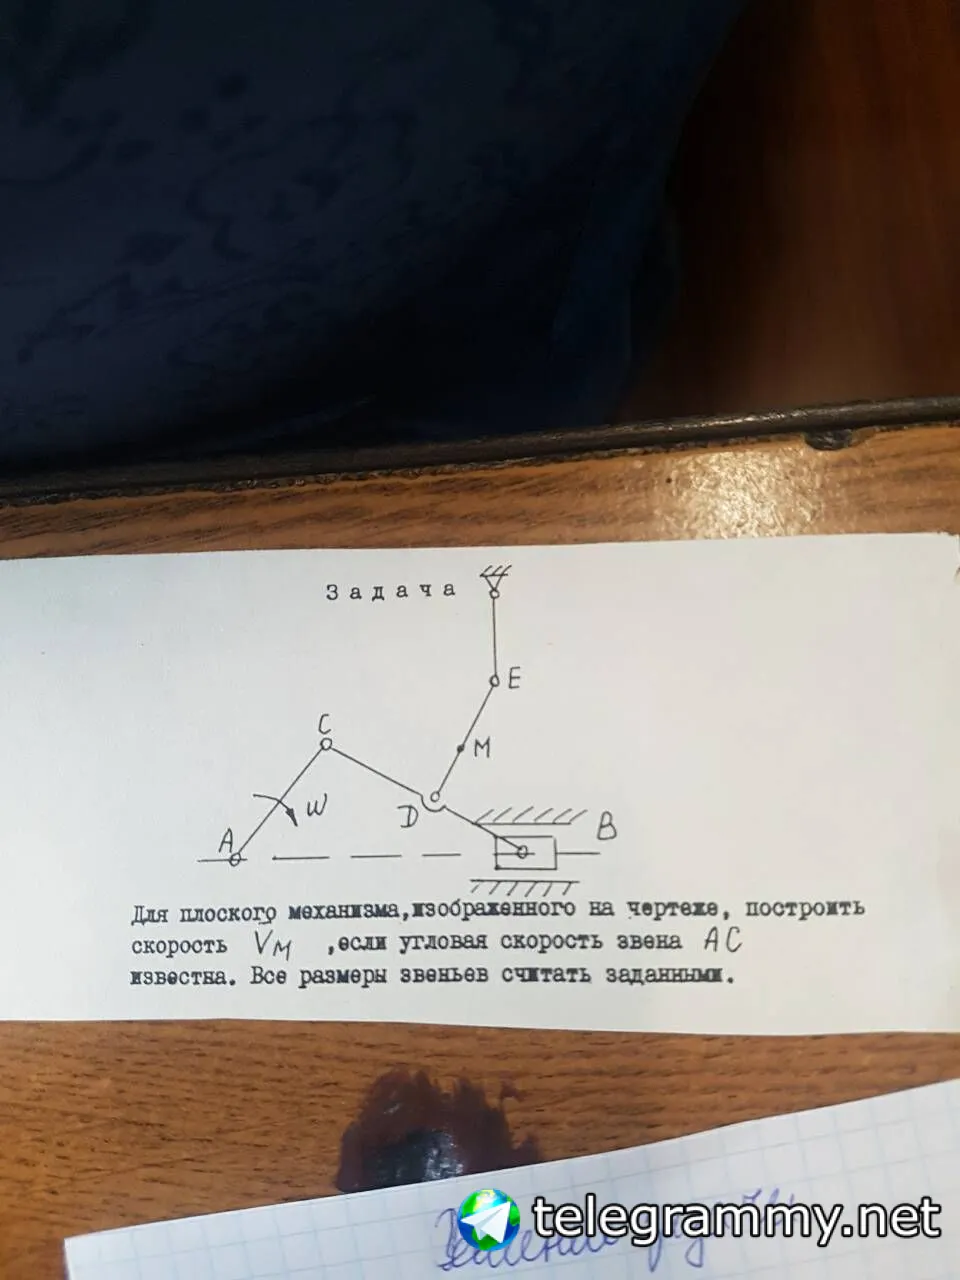 Задача
E
C
M
ω
D
A
B
Для плоского механизма, изображенного на чертеже, построить
скорость V̄м , если угловая скорость звена AC
известна. Все размеры звеньев считать заданными.
telegrammy.net